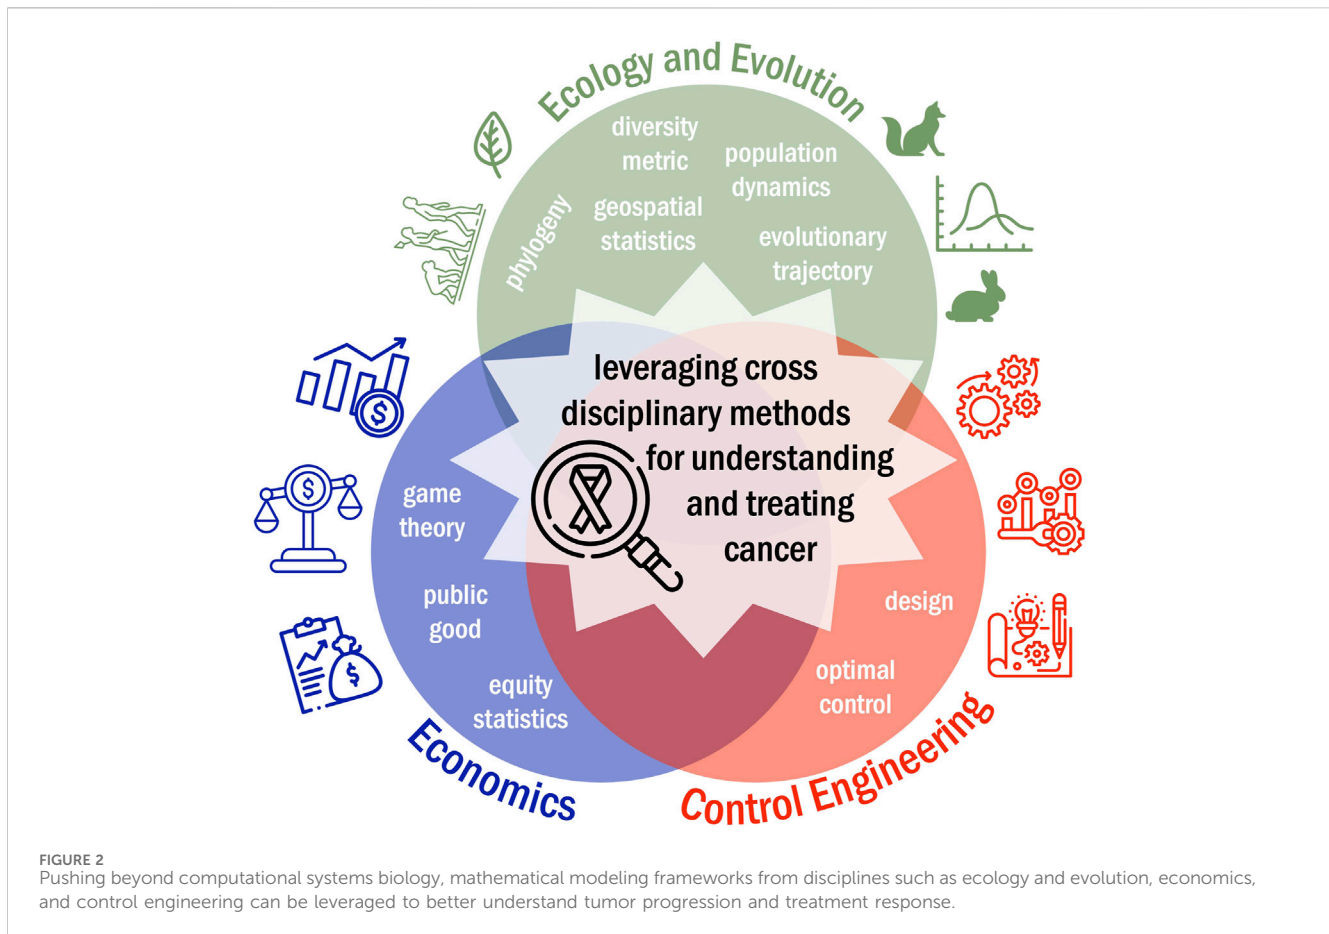 Ecology and Evolution
diversity
metric
population
dynamics
phylogeny
geospatial
statistics
evolutionary
trajectory
leveraging cross
disciplinary methods
for understanding
and treating
cancer
game
theory
public
good
equity
statistics
design
optimal
control
Economics
Control Engineering
$
$
$
FIGURE 2
Pushing beyond computational systems biology, mathematical modeling frameworks from disciplines such as ecology and evolution, economics,
and control engineering can be leveraged to better understand tumor progression and treatment response.